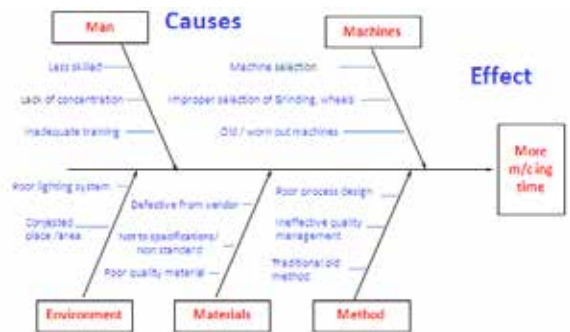 Causes
Man
Machines
Effect
Less skilled
Lack of concentration
Inadequate training
Machine selection
Improper selection of Grinding, wheels
Old / worn out machines
More
m/cing
time
Poor lighting system
Conjested
place /area
Defective from vendor
Not to specifications/
Non standard
Poor quality material
Poor process design
Ineffective quality
management
Traditional old
method
Environment
Materials
Method